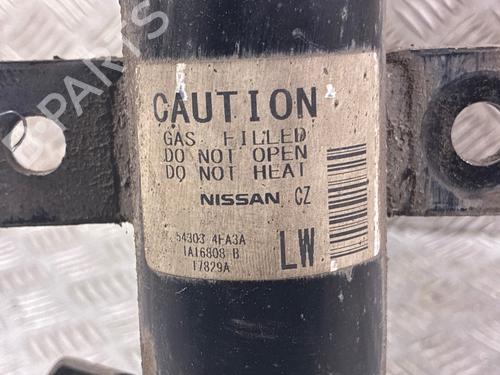 CAUTION
GAS FILLED
DO NOT OPEN
DO NOT HEAT
NISSAN CZ
54303 4FA3A
1A16808 B
17829A
LW